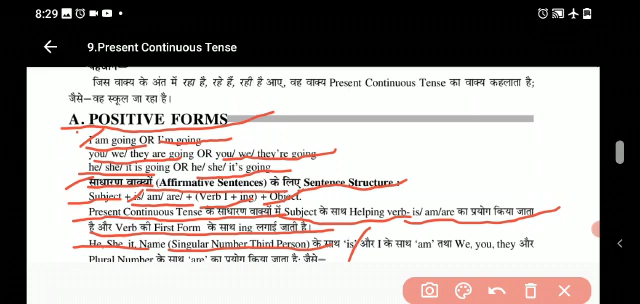 8:29
9.Present Continuous Tense
पहचान—
जिस वाक्य के अंत में रहा है, रहे हैं, रही है आए, वह वाक्य Present Continuous Tense का वाक्य कहलाता है;
जैसे—वह स्कूल जा रहा है।
A. POSITIVE FORMS
I am going OR I'm going
you/ we/ they are going OR you/ we/ they're going
he/ she/ it is going OR he/ she/ it's going
साधारण वाक्यों (Affirmative Sentences) के लिए Sentence Structure :
Subject + is/ am/ are/ + (Verb I + ing) + Object.
Present Continuous Tense के साधारण वाक्यों में Subject के साथ Helping verb- is/ am/are का प्रयोग किया जाता
है और Verb की First Form के साथ ing लगाई जाती है।
He, She, it, Name (Singular Number Third Person) के साथ 'is' और I के साथ 'am' तथा We, you, they और
Plural Number के साथ 'are' का प्रयोग किया जाता है; जैसे—